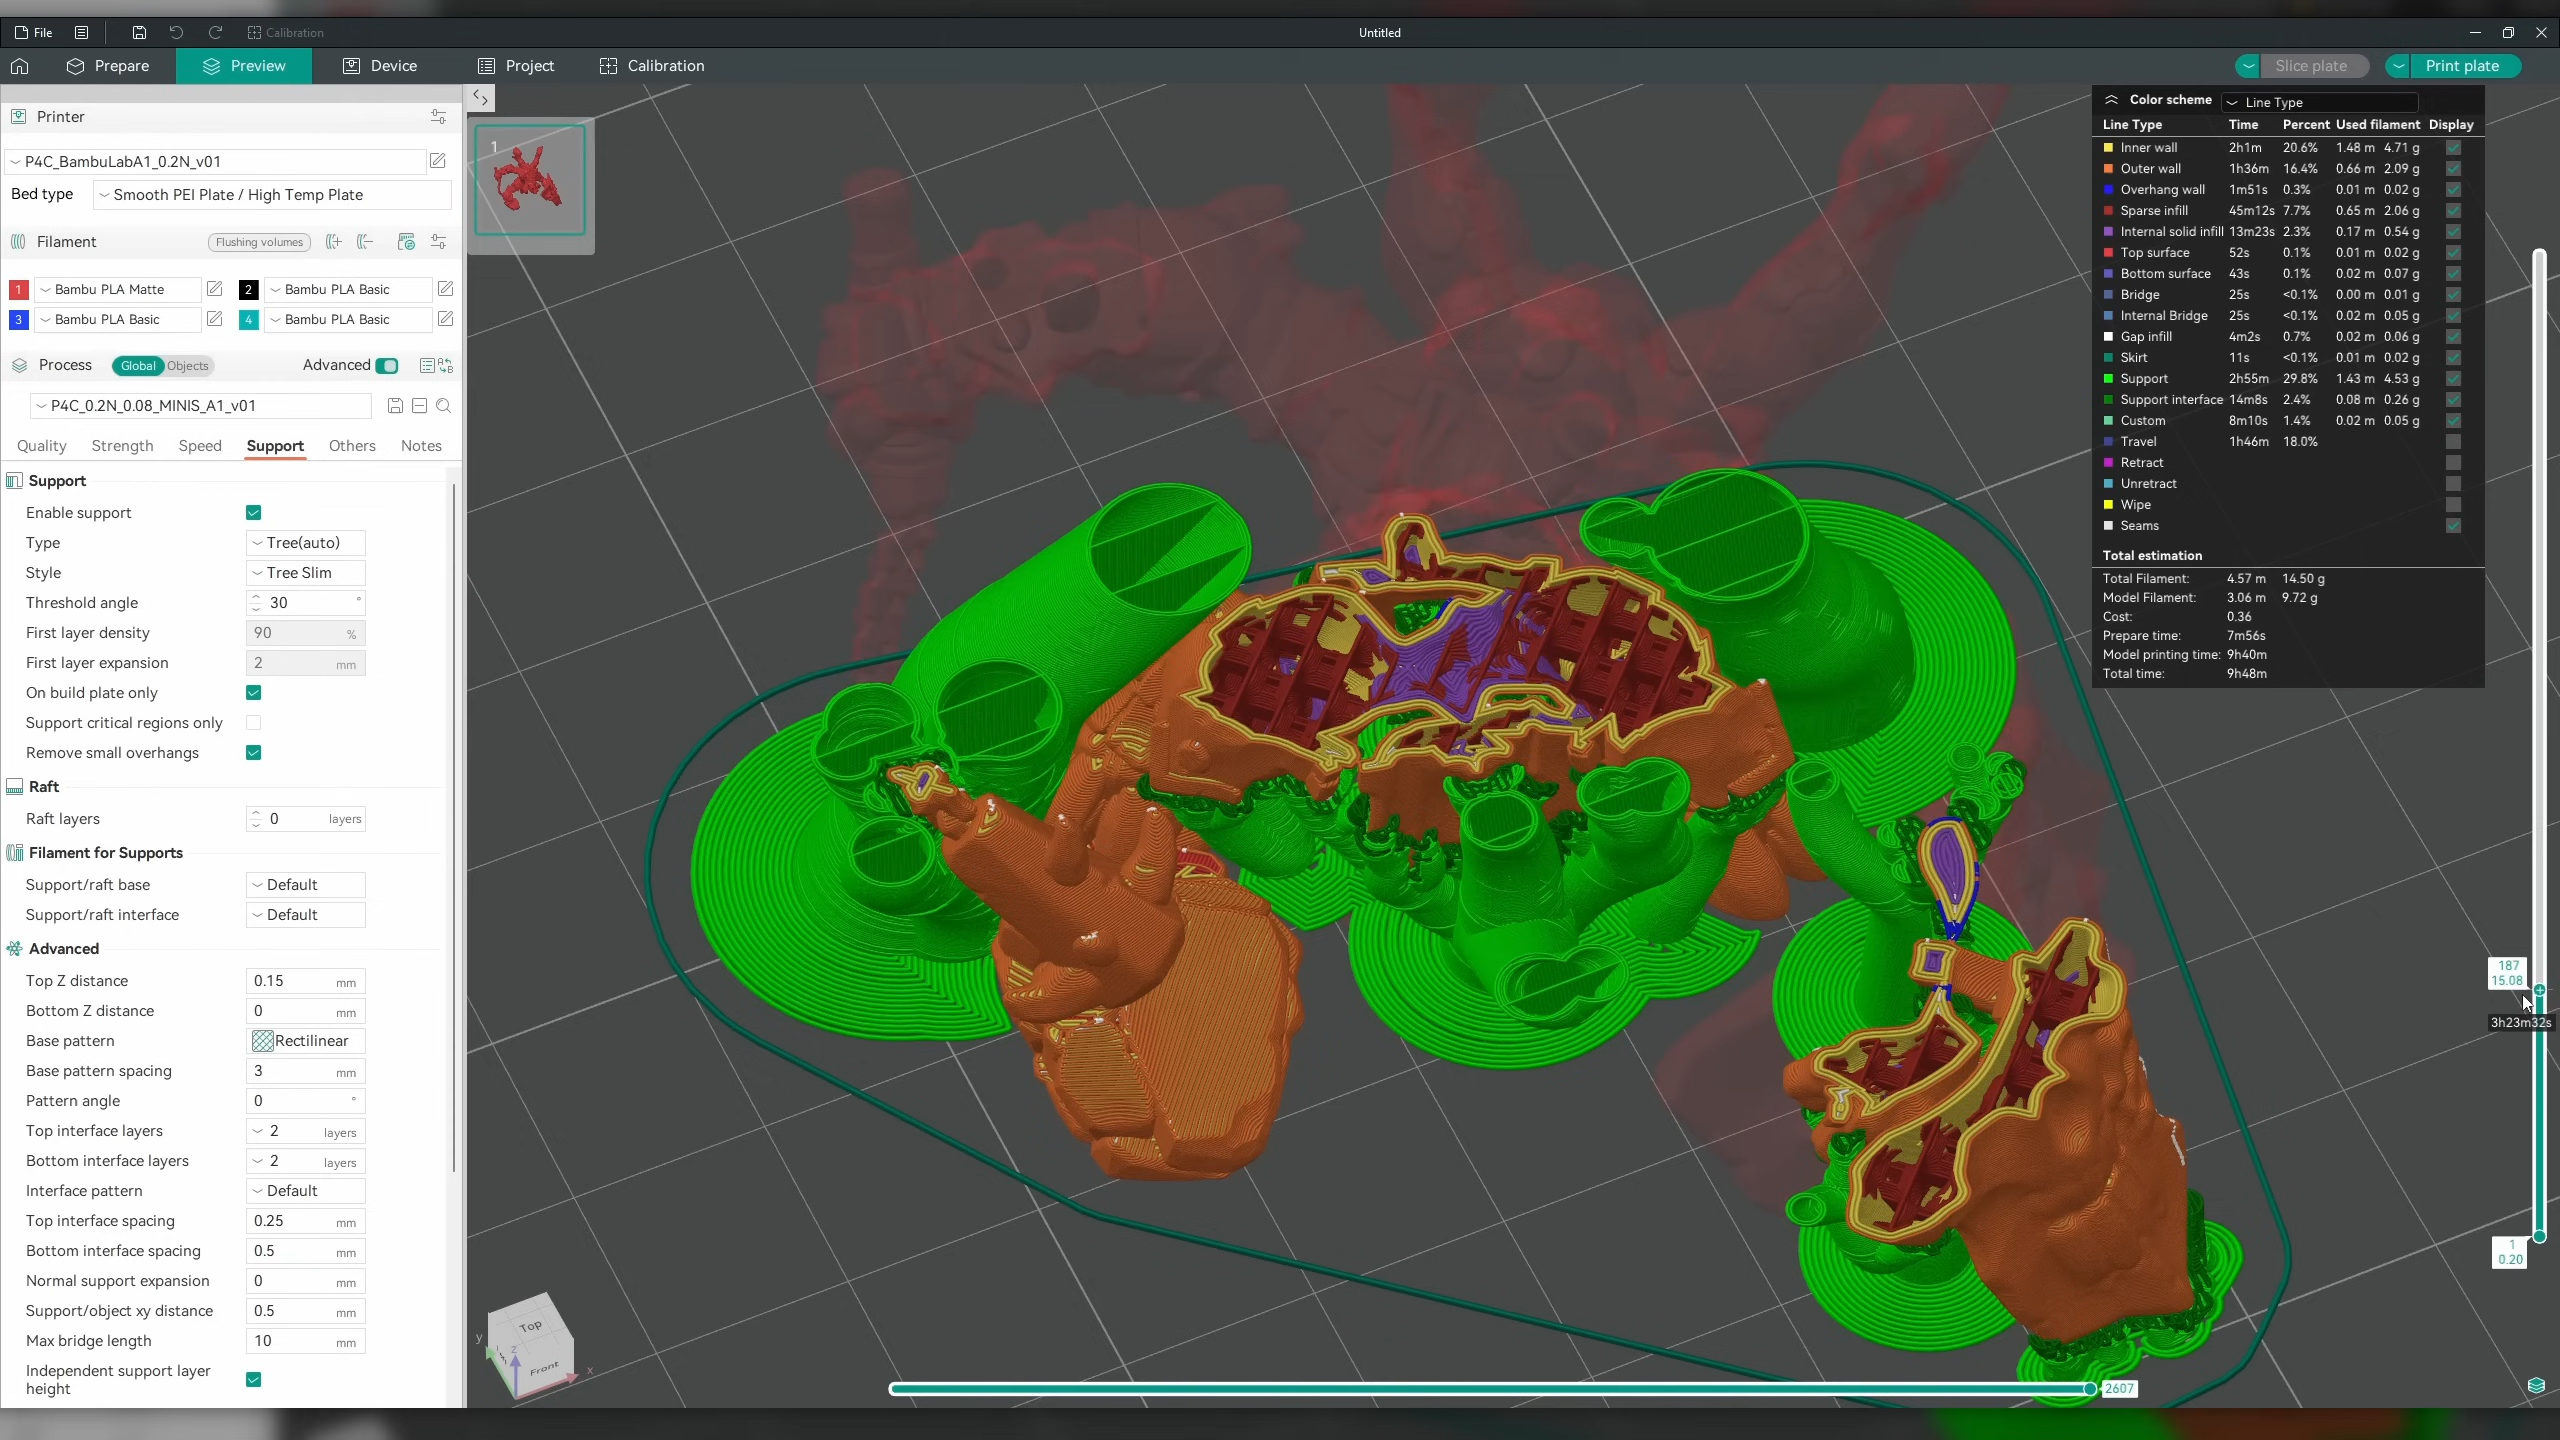 File
Calibration
Untitled
Prepare
Preview
Device
Project
Calibration
Slice plate
Print plate
Printer
P4C_BambuLabA1_0.2N_v01
Bed type Smooth PEI Plate / High Temp Plate
Filament Flushing volumes
1 Bambu PLA Matte 2 Bambu PLA Basic
3 Bambu PLA Basic 4 Bambu PLA Basic
Process Global Objects Advanced
P4C_0.2N_0.08_MINIS_A1_v01
Quality Strength Speed Support Others Notes
Support
Enable support
Type Tree(auto)
Style Tree Slim
Threshold angle 30 °
First layer density 90 %
First layer expansion 2 mm
On build plate only
Support critical regions only
Remove small overhangs
Raft
Raft layers 0 layers
Filament for Supports
Support/raft base Default
Support/raft interface Default
Advanced
Top Z distance 0.15 mm
Bottom Z distance 0 mm
Base pattern Rectilinear
Base pattern spacing 3 mm
Pattern angle 0 °
Top interface layers 2 layers
Bottom interface layers 2 layers
Interface pattern Default
Top interface spacing 0.25 mm
Bottom interface spacing 0.5 mm
Normal support expansion 0 mm
Support/object xy distance 0.5 mm
Max bridge length 10 mm
Independent support layer
height
1
Top
Front
x
y
z
2607
Color scheme Line Type
Line Type Time Percent Used filament Display
Inner wall 2h1m 20.6% 1.48 m 4.71 g
Outer wall 1h36m 16.4% 0.66 m 2.09 g
Overhang wall 1m51s 0.3% 0.01 m 0.02 g
Sparse infill 45m12s 7.7% 0.65 m 2.06 g
Internal solid infill 13m23s 2.3% 0.17 m 0.54 g
Top surface 52s 0.1% 0.01 m 0.02 g
Bottom surface 43s 0.1% 0.02 m 0.07 g
Bridge 25s <0.1% 0.00 m 0.01 g
Internal Bridge 25s <0.1% 0.02 m 0.05 g
Gap infill 4m2s 0.7% 0.02 m 0.06 g
Skirt 11s <0.1% 0.01 m 0.02 g
Support 2h55m 29.8% 1.43 m 4.53 g
Support interface 14m8s 2.4% 0.08 m 0.26 g
Custom 8m10s 1.4% 0.02 m 0.05 g
Travel 1h46m 18.0%
Retract
Unretract
Wipe
Seams
Total estimation
Total Filament: 4.57 m 14.50 g
Model Filament: 3.06 m 9.72 g
Cost: 0.36
Prepare time: 7m56s
Model printing time: 9h40m
Total time: 9h48m
187
15.08
3h23m32s
1
0.20